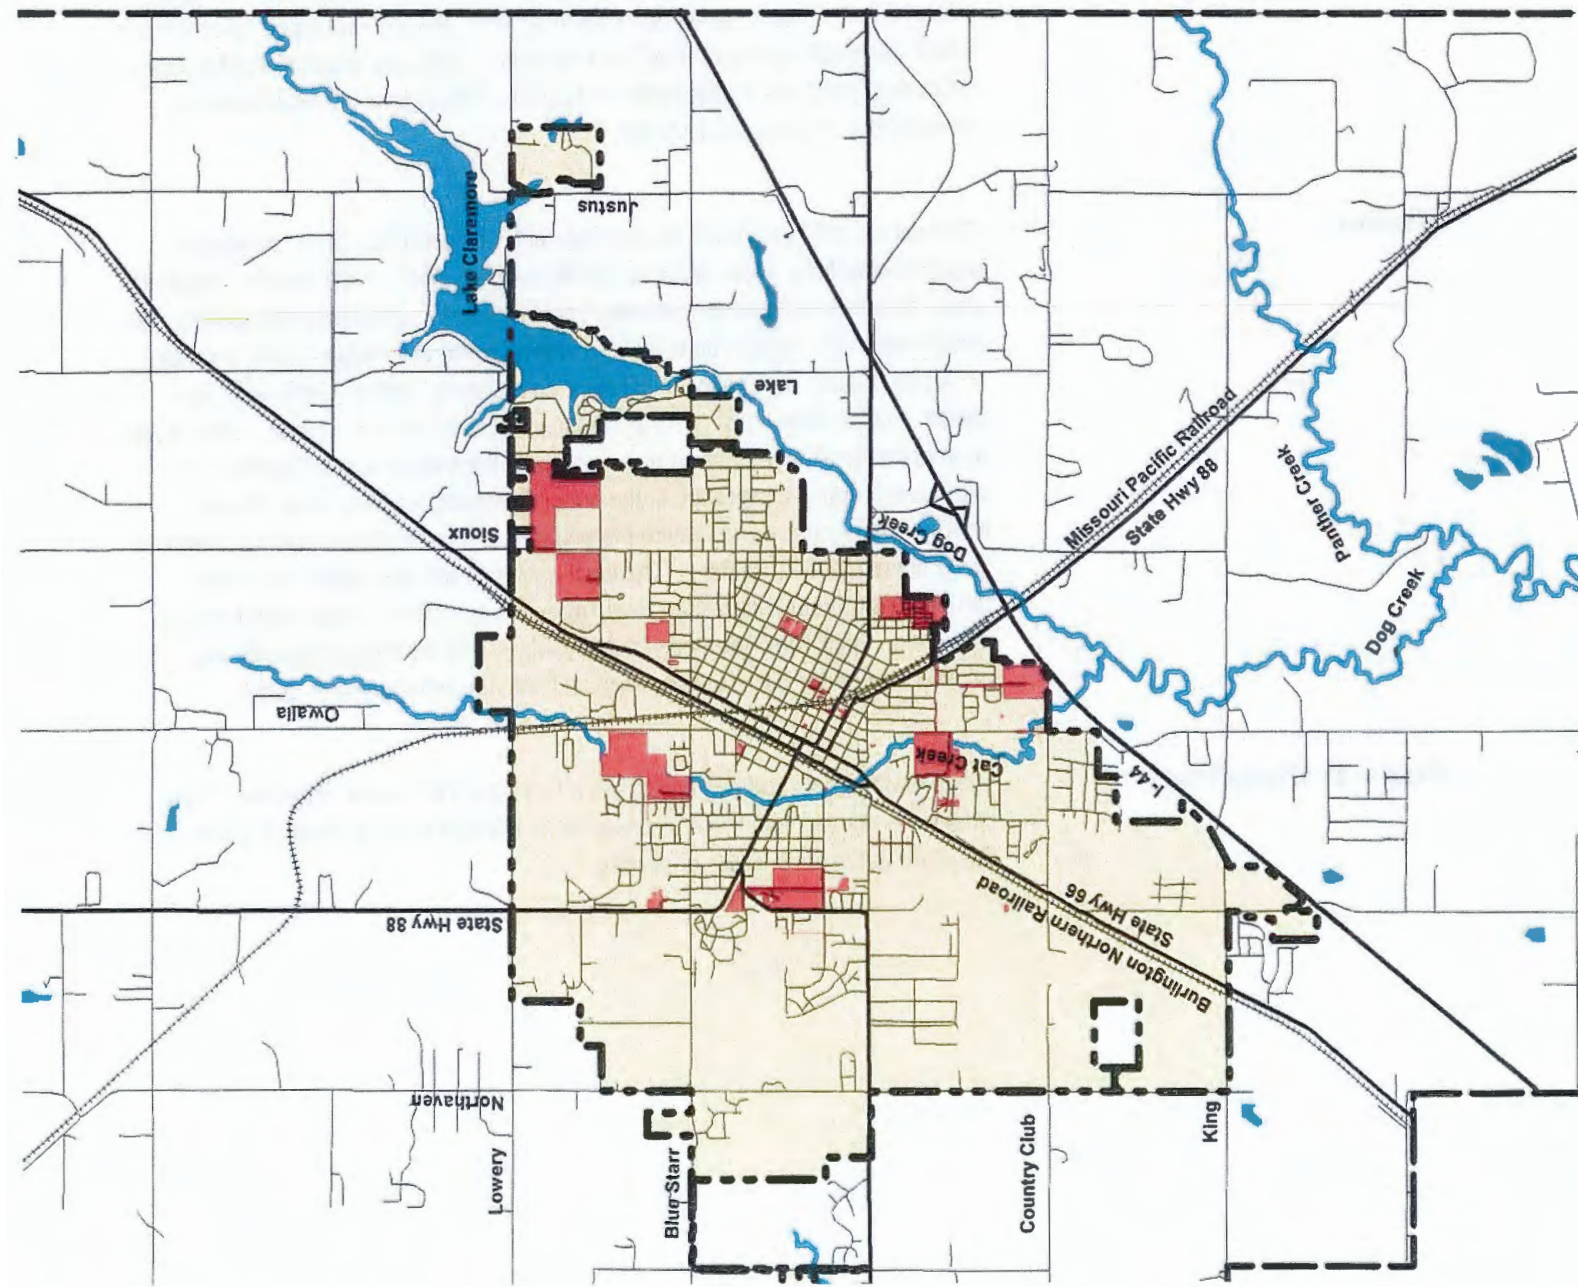 Lake Claremore
Justus
Lake
Sioux
Dog Creek
Missouri Pacific Railroad
State Hwy 88
Panther Creek
Dog Creek
Owalla
Cat Creek
I-44
State Hwy 88
State Hwy 66
Burlington Northern Railroad
Northaven
Lowery
Blue Starr
Country Club
King